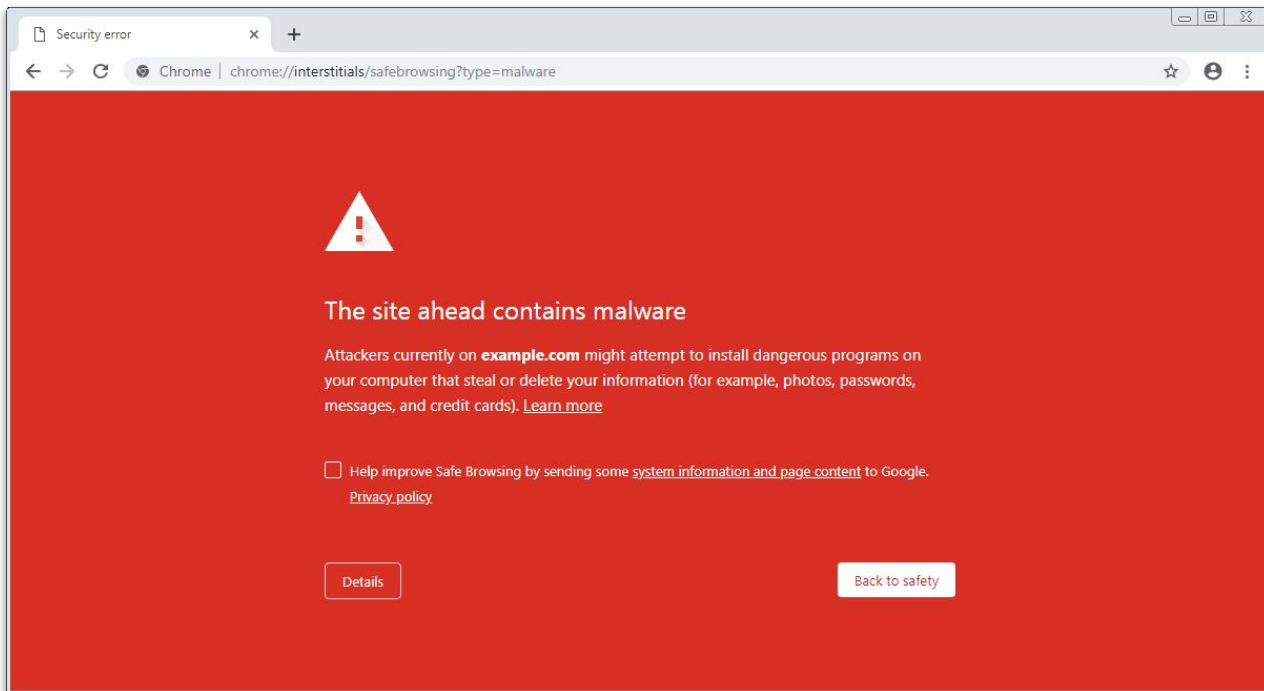 Security error
Chrome | chrome://interstitials/safebrowsing?type=malware
!
The site ahead contains malware
Attackers currently on example.com might attempt to install dangerous programs on
your computer that steal or delete your information (for example, photos, passwords,
messages, and credit cards). Learn more
Help improve Safe Browsing by sending some system information and page content to Google.
Privacy policy
Details
Back to safety